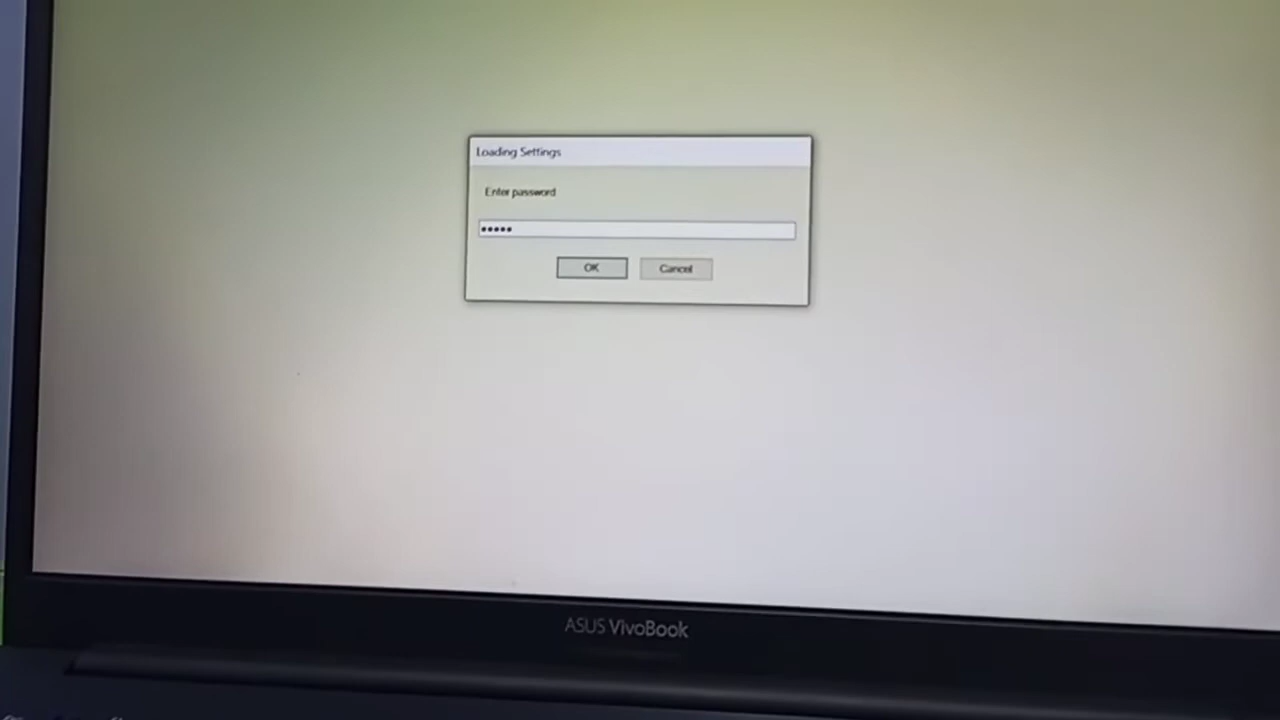 Loading Settings
Enter password
•••••
OK
Cancel
ASUS VivoBook